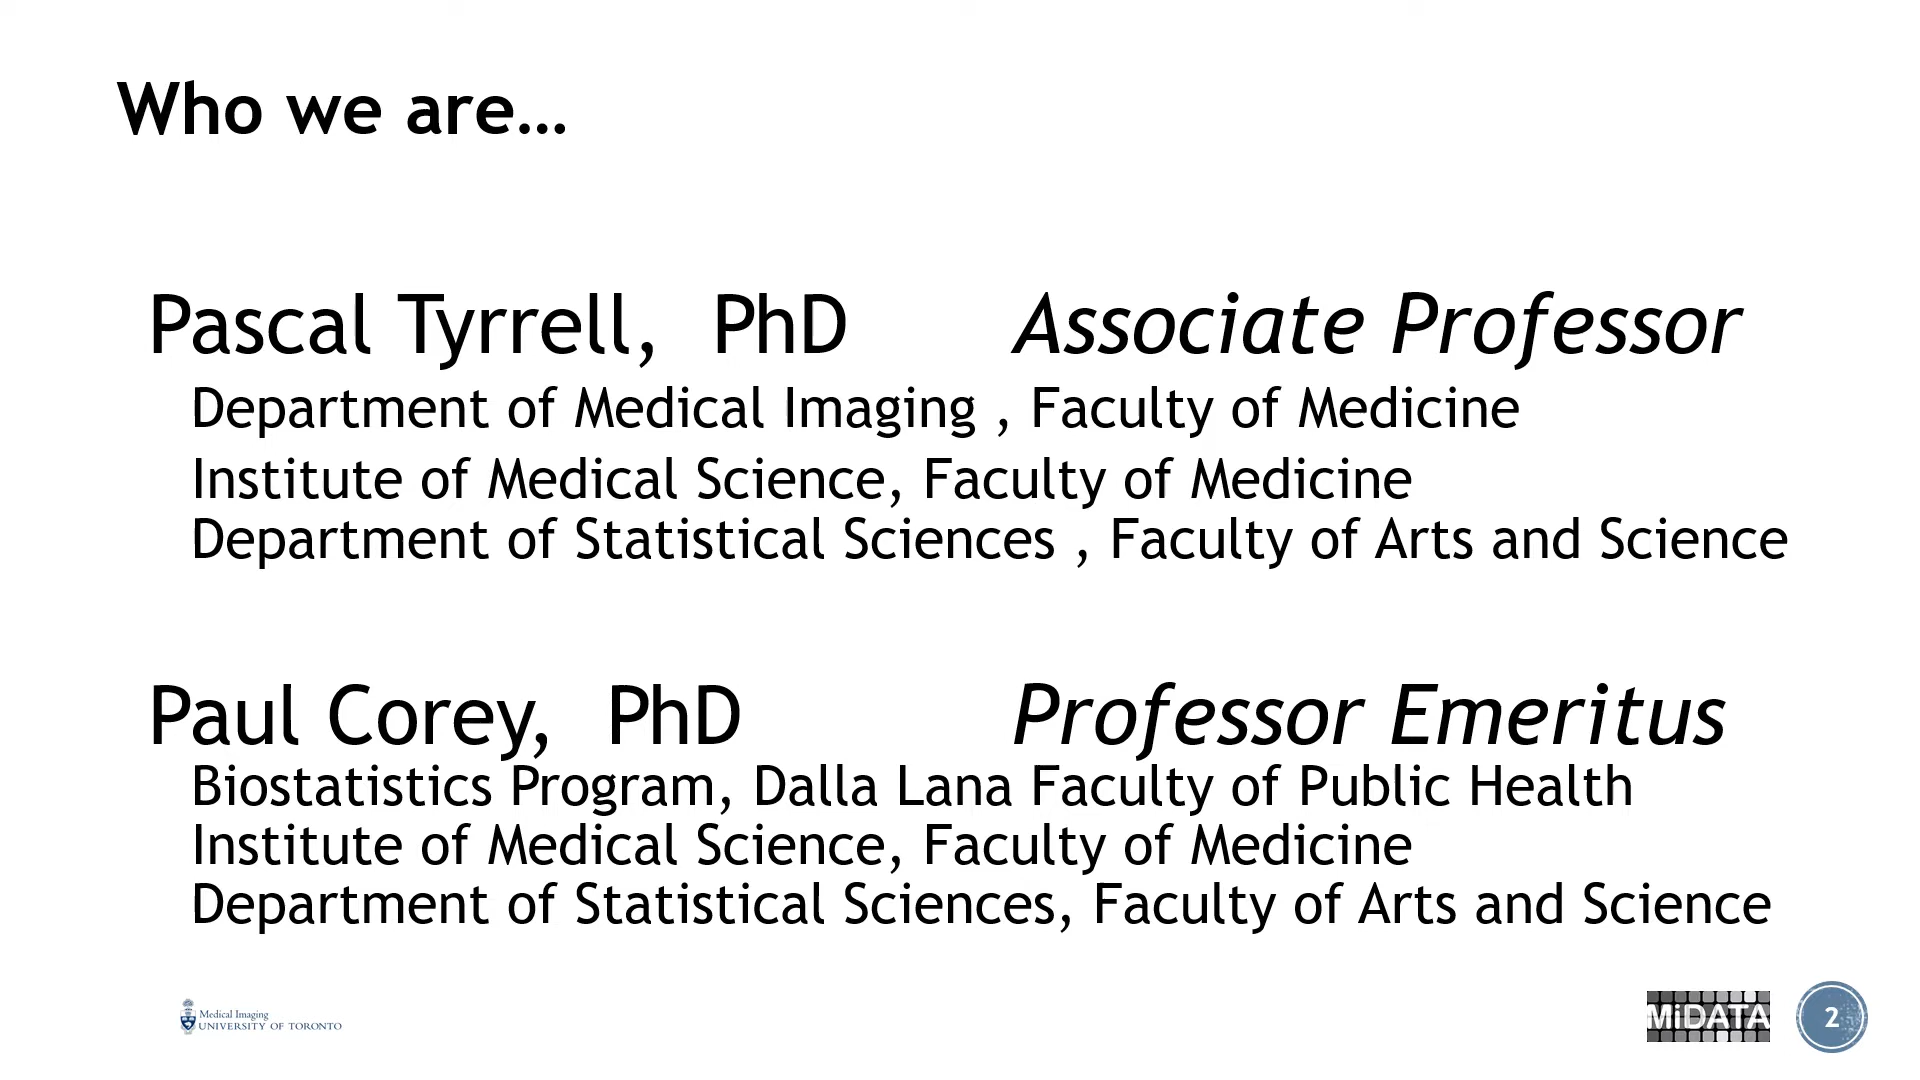 Who we are…
Pascal Tyrrell, PhD Associate Professor
Department of Medical Imaging , Faculty of Medicine
Institute of Medical Science, Faculty of Medicine
Department of Statistical Sciences , Faculty of Arts and Science
Paul Corey, PhD Professor Emeritus
Biostatistics Program, Dalla Lana Faculty of Public Health
Institute of Medical Science, Faculty of Medicine
Department of Statistical Sciences, Faculty of Arts and Science
Medical Imaging
UNIVERSITY OF TORONTO
MiDATA
2